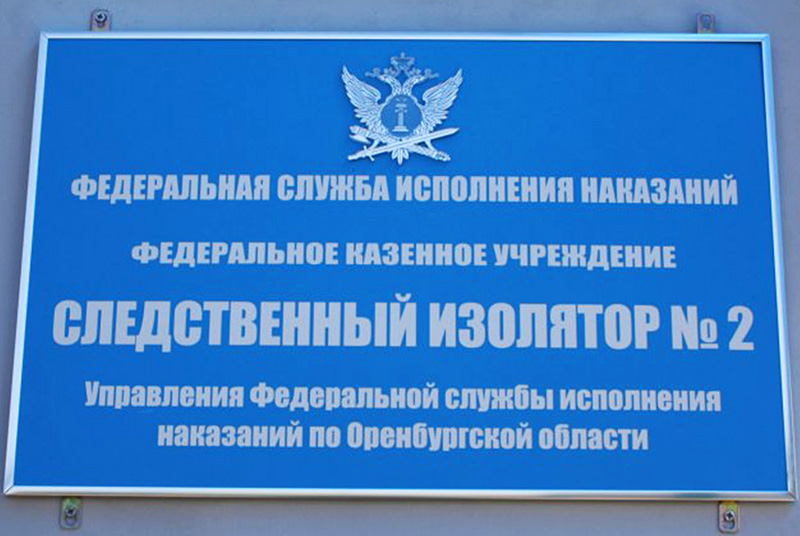 ФЕДЕРАЛЬНАЯ СЛУЖБА ИСПОЛНЕНИЯ НАКАЗАНИЙ
ФЕДЕРАЛЬНОЕ КАЗЕННОЕ УЧРЕЖДЕНИЕ
СЛЕДСТВЕННЫЙ ИЗОЛЯТОР № 2
Управления Федеральной службы исполнения
наказаний по Оренбургской области